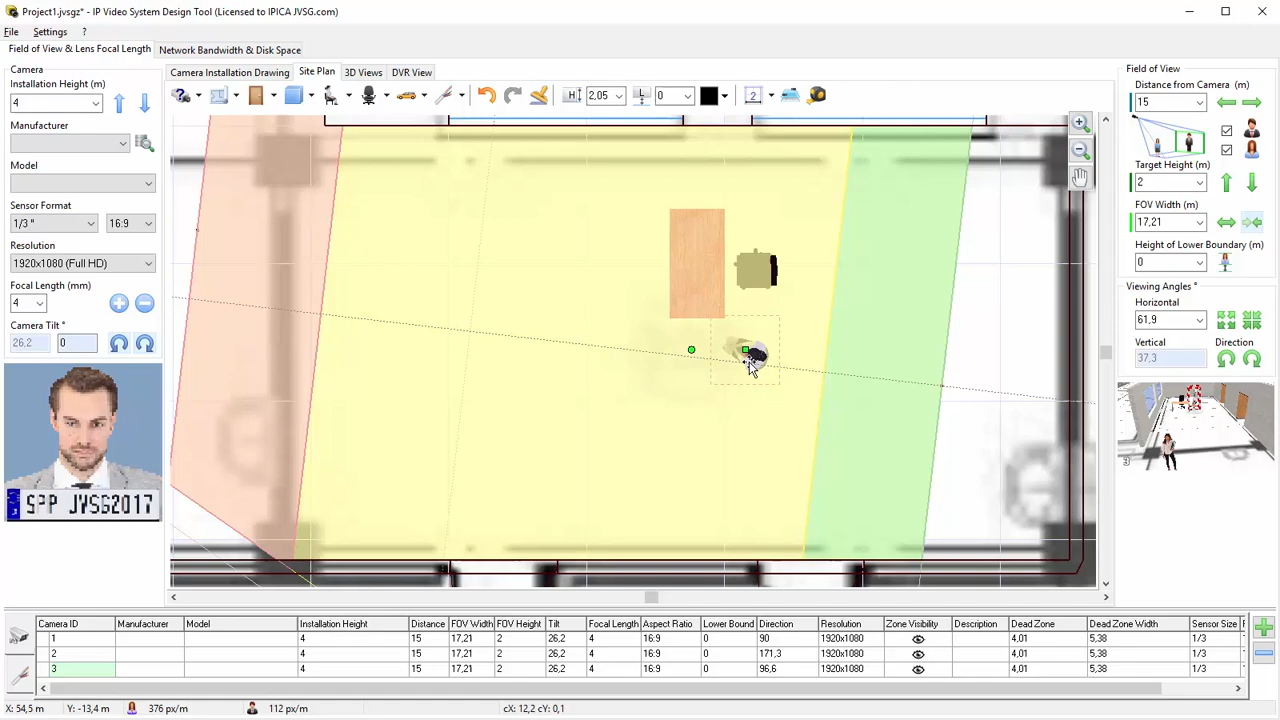 Project1.jvsgz* - IP Video System Design Tool (Licensed to IPICA JVSG.com)
File Settings ?
Field of View & Lens Focal Length Network Bandwidth & Disk Space
Camera
Installation Height (m)
4
Manufacturer
Model
Sensor Format
1/3 " 16:9
Resolution
1920x1080 (Full HD)
Focal Length (mm)
4
Camera Tilt °
26,2 0
SPP JVSG2017
Camera Installation Drawing Site Plan 3D Views DVR View
H 2,05 L 0 2
Field of View
Distance from Camera (m)
15
Target Height (m)
2
FOV Width (m)
17,21
Height of Lower Boundary (m)
0
Viewing Angles °
Horizontal
61,9
Vertical Direction
37,3
3
Camera ID Manufacturer Model Installation Height Distance FOV Width FOV Height Tilt Focal Length Aspect Ratio Lower Bound Direction Resolution Zone Visibility Description Dead Zone Dead Zone Width Sensor Size
1 4 15 17,21 2 26,2 4 16:9 0 90 1920x1080 4,01 5,38 1/3
2 4 15 17,21 2 26,2 4 16:9 0 171,3 1920x1080 4,01 5,38 1/3
3 4 15 17,21 2 26,2 4 16:9 0 96,6 1920x1080 4,01 5,38 1/3
X: 54,5 m Y: -13,4 m 376 px/m 112 px/m cX: 12,2 cY: 0,1